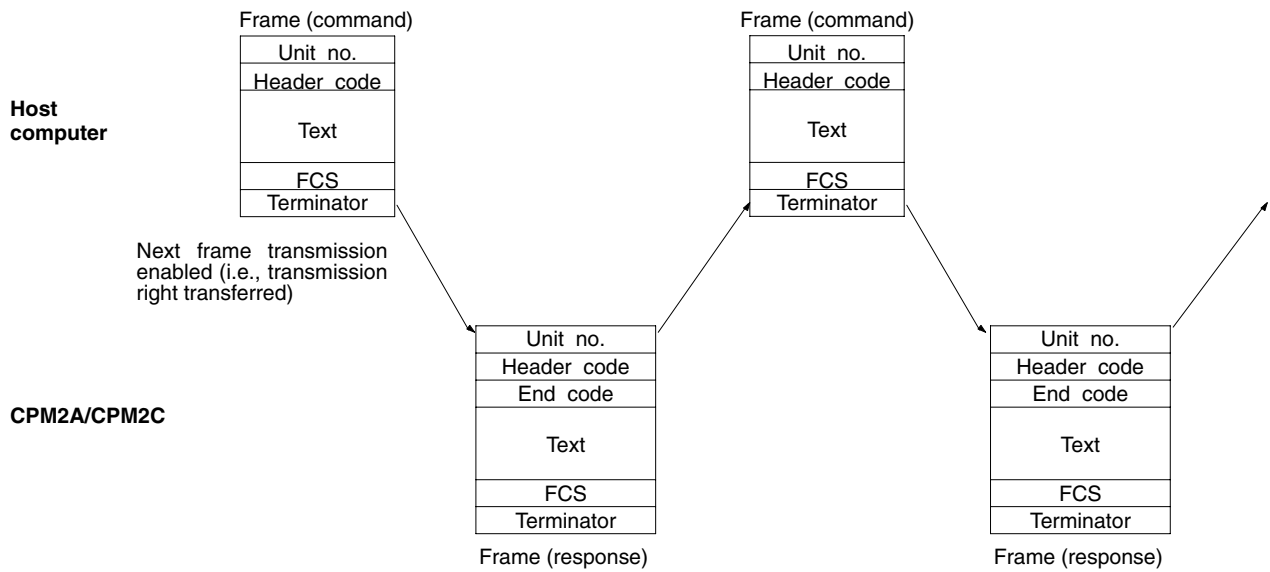 Frame (command)
Unit no.
Header code
Text
FCS
Terminator
Frame (command)
Unit no.
Header code
Text
FCS
Terminator
Host
computer
Next frame transmission
enabled (i.e., transmission
right transferred)
Unit no.
Header code
End code
Text
FCS
Terminator
Frame (response)
Unit no.
Header code
End code
Text
FCS
Terminator
Frame (response)
CPM2A/CPM2C